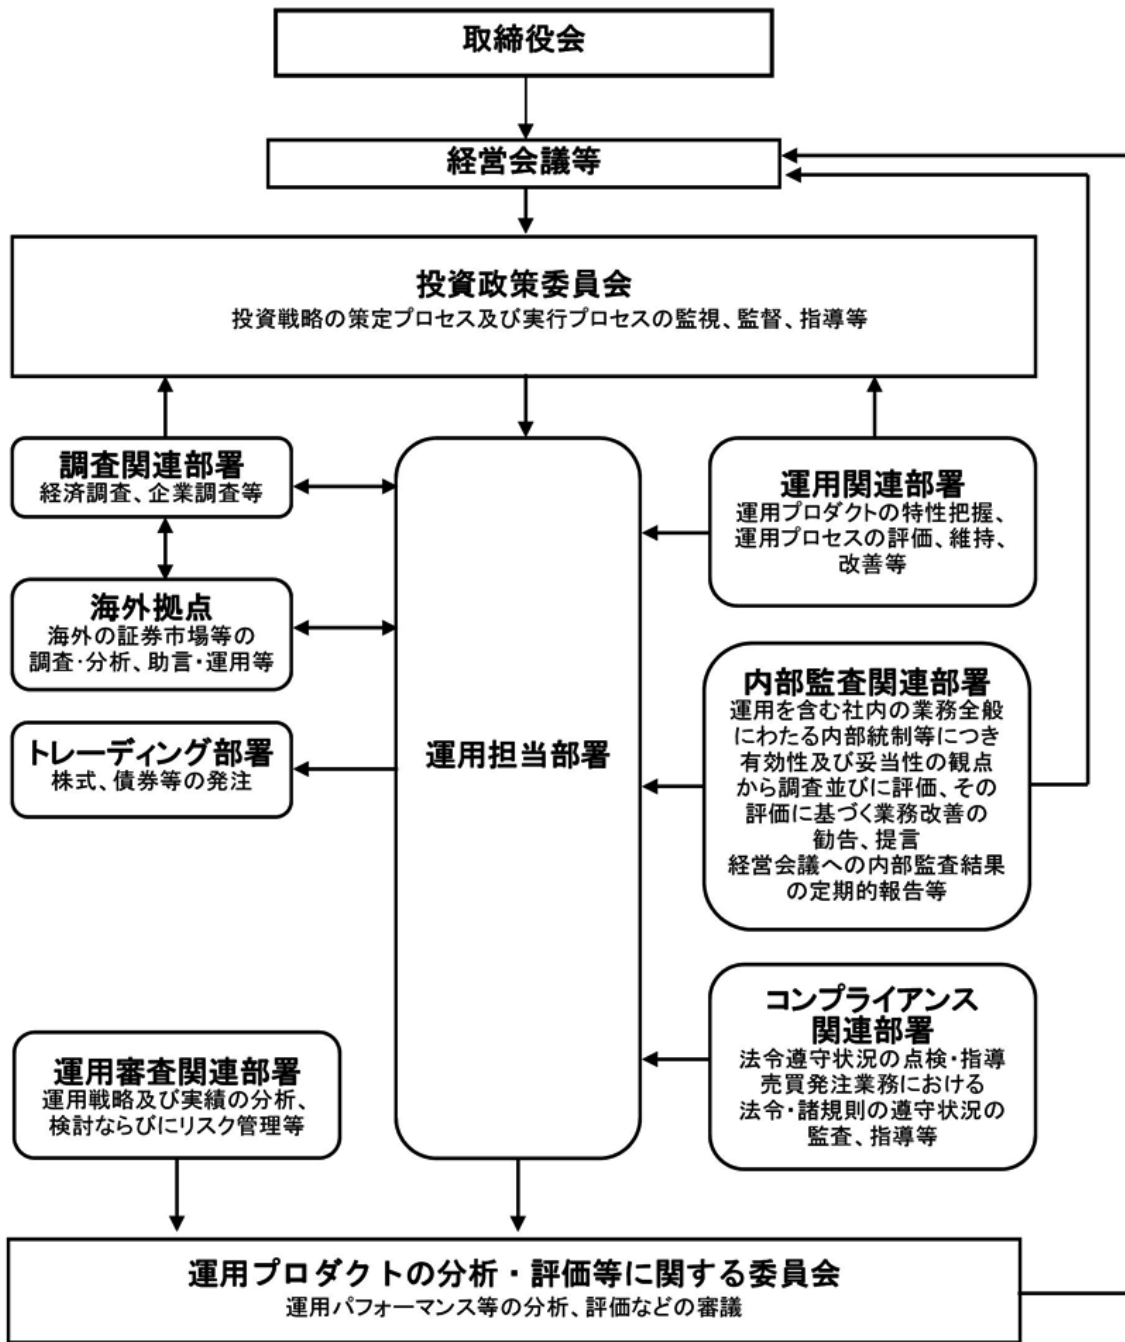 取締役会
経営会議等
投資政策委員会
投資戦略の策定プロセス及び実行プロセスの監視、監督、指導等
調査関連部署
経済調査、企業調査等
海外拠点
海外の証券市場等の
調査・分析、助言・運用等
トレーディング部署
株式、債券等の発注
運用担当部署
運用関連部署
運用プロダクトの特性把握、
運用プロセスの評価、維持、
改善等
内部監査関連部署
運用を含む社内の業務全般
にわたる内部統制等につき
有効性及び妥当性の観点
から調査並びに評価、その
評価に基づく業務改善の
勧告、提言
経営会議への内部監査結果
の定期的報告等
コンプライアンス
関連部署
法令遵守状況の点検・指導
売買発注業務における
法令・諸規則の遵守状況の
監査、指導等
運用審査関連部署
運用戦略及び実績の分析、
検討ならびにリスク管理等
運用プロダクトの分析・評価等に関する委員会
運用パフォーマンス等の分析、評価などの審議